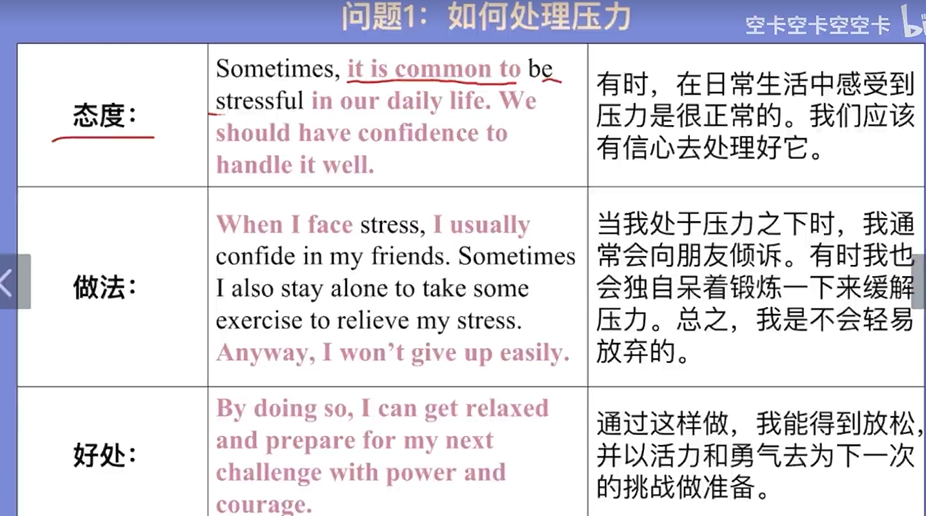 问题1：如何处理压力
空卡空卡空空卡
态度：
Sometimes, it is common to be
stressful in our daily life. We
should have confidence to
handle it well.
有时，在日常生活中感受到
压力是很正常的。我们应该
有信心去处理好它。
做法：
When I face stress, I usually
confide in my friends. Sometimes
I also stay alone to take some
exercise to relieve my stress.
Anyway, I won’t give up easily.
当我处于压力之下时，我通
常会向朋友倾诉。有时我也
会独自呆着锻炼一下来缓解
压力。总之，我是不会轻易
放弃的。
好处：
By doing so, I can get relaxed
and prepare for my next
challenge with power and
courage.
通过这样做，我能得到放松，
并以活力和勇气去为下一次
的挑战做准备。